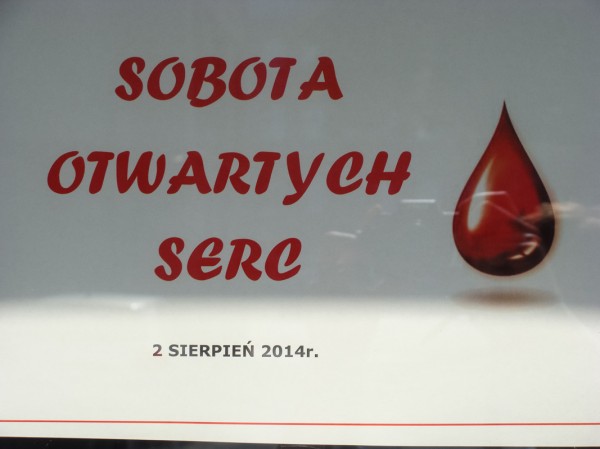 SOBOTA
OTWARTYCH
SERC
2 SIERPIEŃ 2014r.